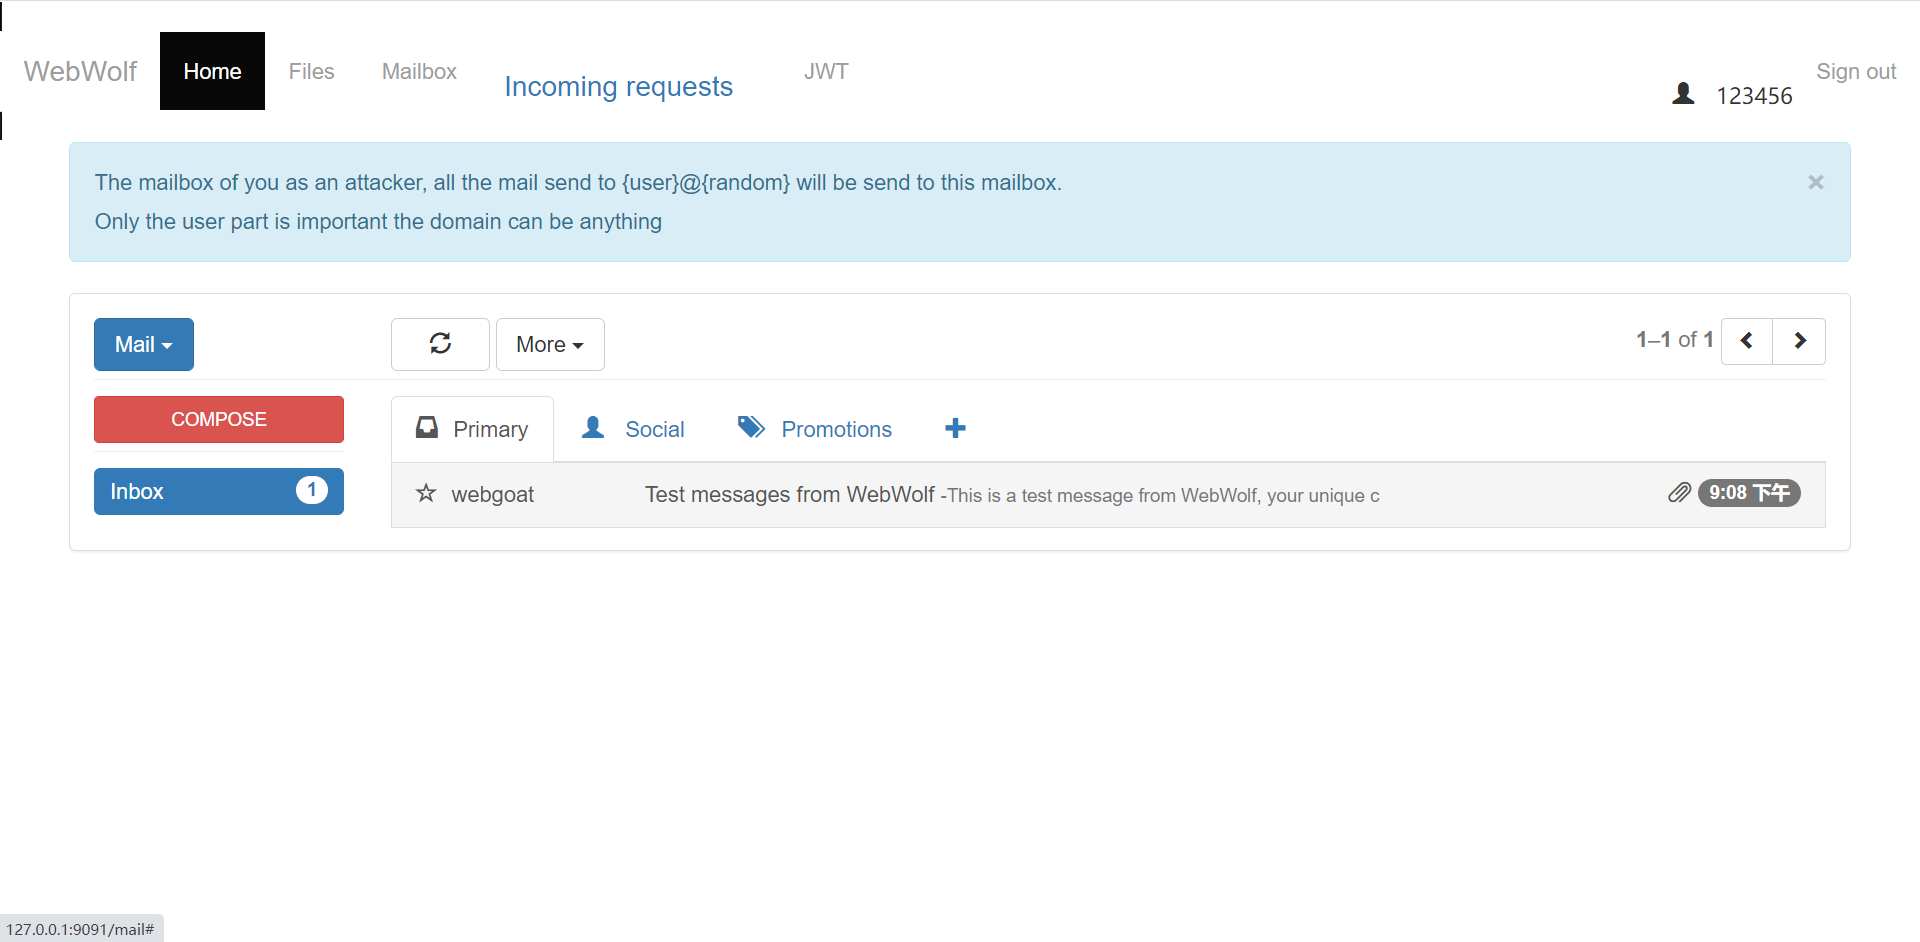 WebWolf Home Files Mailbox Incoming requests JWT 123456 Sign out
The mailbox of you as an attacker, all the mail send to {user}@{random} will be send to this mailbox.
Only the user part is important the domain can be anything
Mail More 1–1 of 1
COMPOSE
Primary Social Promotions
Inbox 1
webgoat Test messages from WebWolf -This is a test message from WebWolf, your unique c 9:08 下午
127.0.0.1:9091/mail#